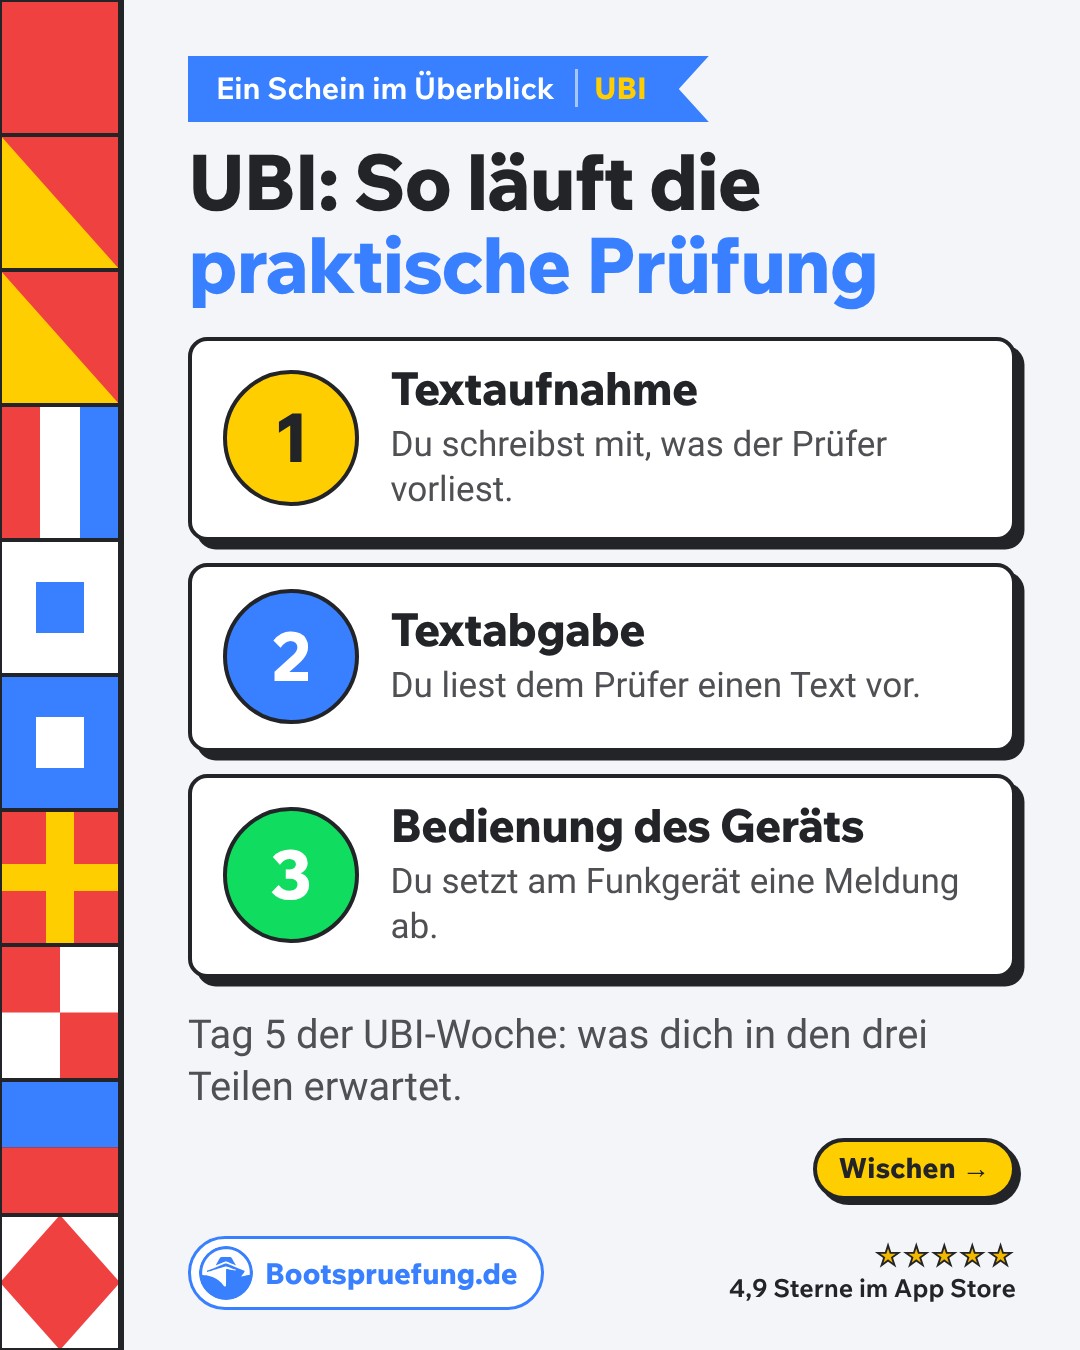 Ein Schein im Überblick | UBI
UBI: So läuft die
praktische Prüfung
1
Textaufnahme
Du schreibst mit, was der Prüfer
vorliest.
2
Textabgabe
Du liest dem Prüfer einen Text vor.
3
Bedienung des Geräts
Du setzt am Funkgerät eine Meldung
ab.
Tag 5 der UBI-Woche: was dich in den drei
Teilen erwartet.
Wischen →
Bootspruefung.de
★★★★★
4,9 Sterne im App Store